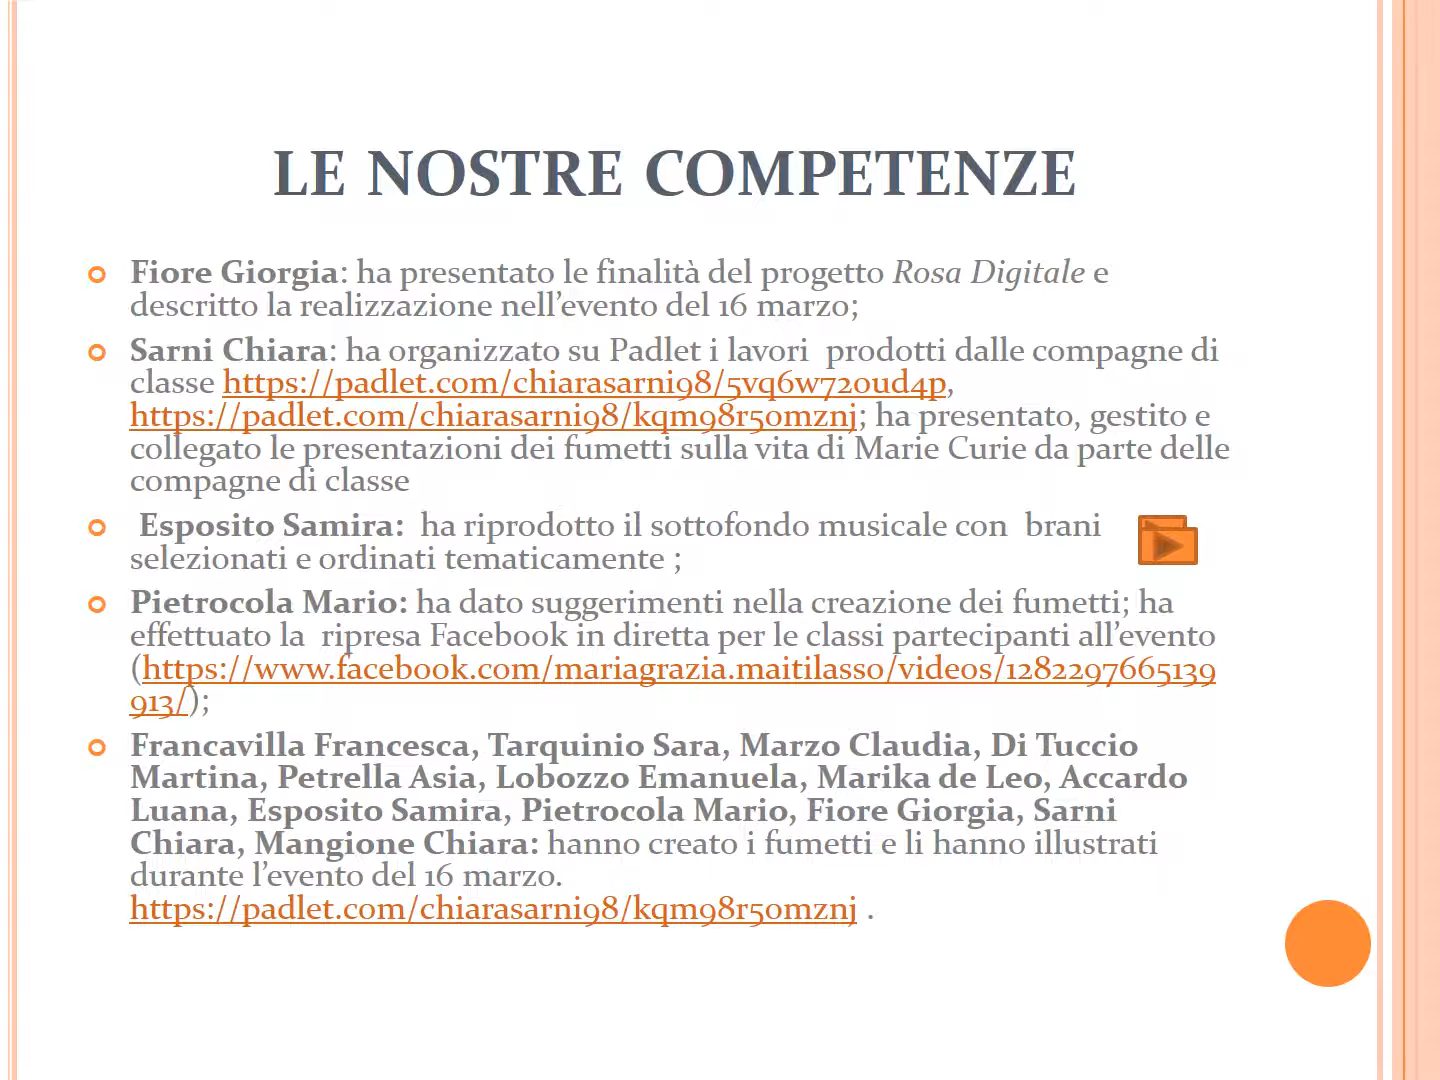 LE NOSTRE COMPETENZE
Fiore Giorgia: ha presentato le finalità del progetto Rosa Digitale e
descritto la realizzazione nell’evento del 16 marzo;
Sarni Chiara: ha organizzato su Padlet i lavori prodotti dalle compagne di
classe https://padlet.com/chiarasarni98/5vq6w720ud4p,
https://padlet.com/chiarasarni98/kqm98r50mznj; ha presentato, gestito e
collegato le presentazioni dei fumetti sulla vita di Marie Curie da parte delle
compagne di classe
Esposito Samira: ha riprodotto il sottofondo musicale con brani
selezionati e ordinati tematicamente ;
Pietrocola Mario: ha dato suggerimenti nella creazione dei fumetti; ha
effettuato la ripresa Facebook in diretta per le classi partecipanti all’evento
(https://www.facebook.com/mariagrazia.maitilasso/videos/1282297665139
913/);
Francavilla Francesca, Tarquinio Sara, Marzo Claudia, Di Tuccio
Martina, Petrella Asia, Lobozzo Emanuela, Marika de Leo, Accardo
Luana, Esposito Samira, Pietrocola Mario, Fiore Giorgia, Sarni
Chiara, Mangione Chiara: hanno creato i fumetti e li hanno illustrati
durante l’evento del 16 marzo.
https://padlet.com/chiarasarni98/kqm98r50mznj .